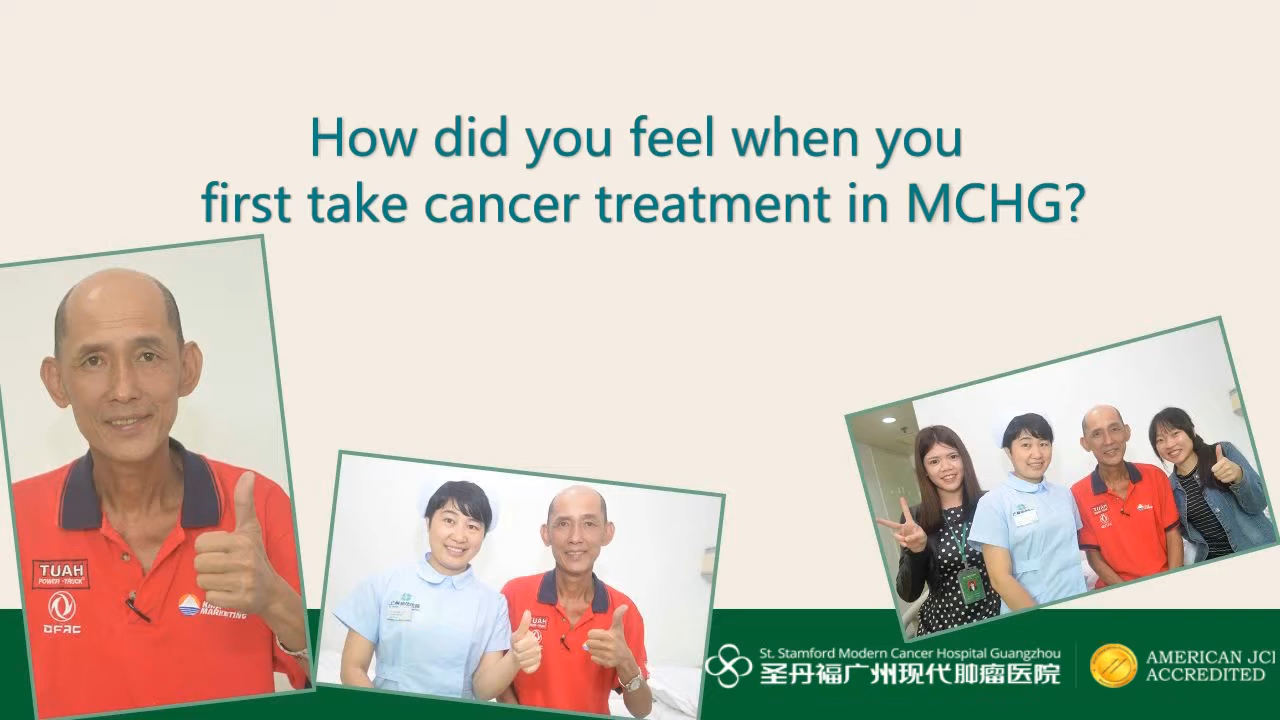 How did you feel when you
first take cancer treatment in MCHG?
TUAH
POWER-TRUCK
DFAC
MARKETING
TUAH
St. Stamford Modern Cancer Hospital Guangzhou
圣丹福广州现代肿瘤医院
AMERICAN JCI
ACCREDITED